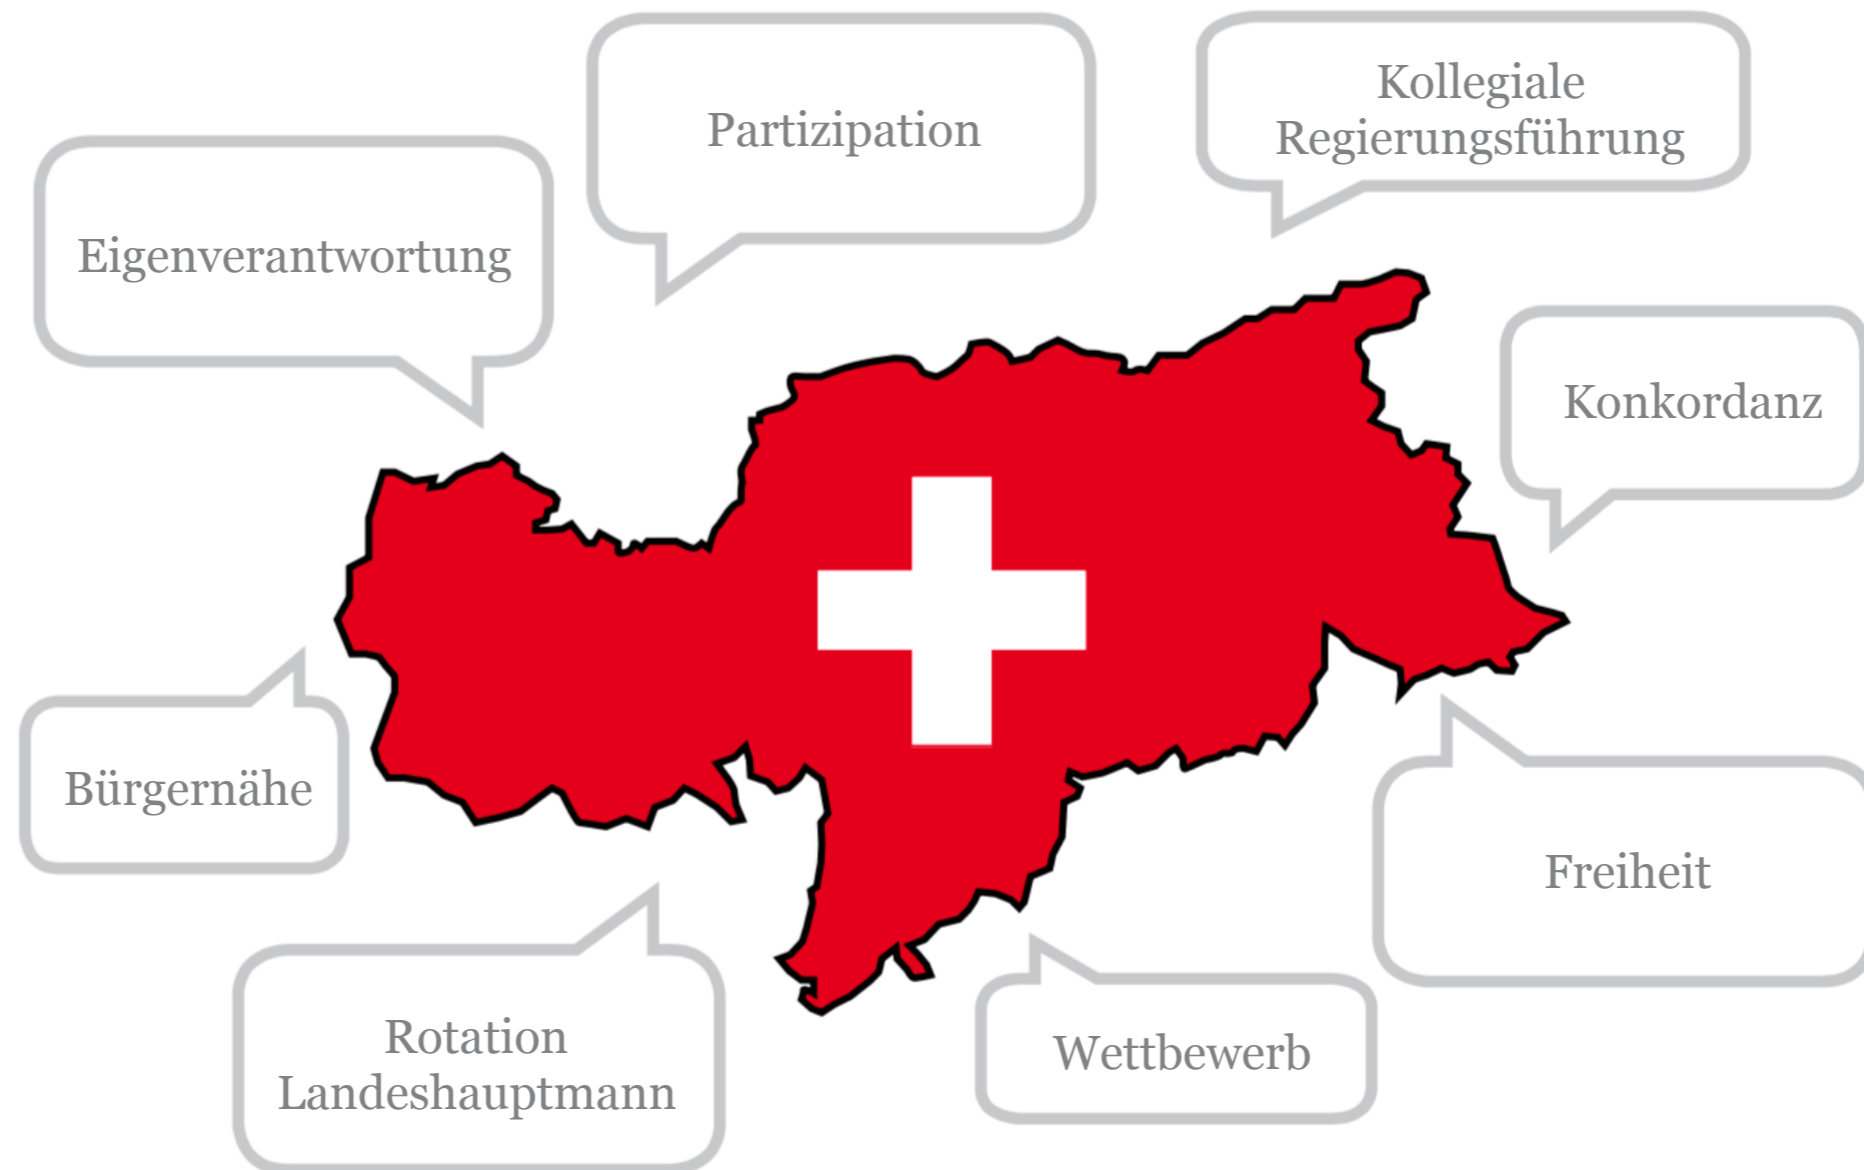 Partizipation
Kollegiale
Regierungsführung
Eigenverantwortung
Konkordanz
Bürgernähe
Freiheit
Rotation
Landeshauptmann
Wettbewerb